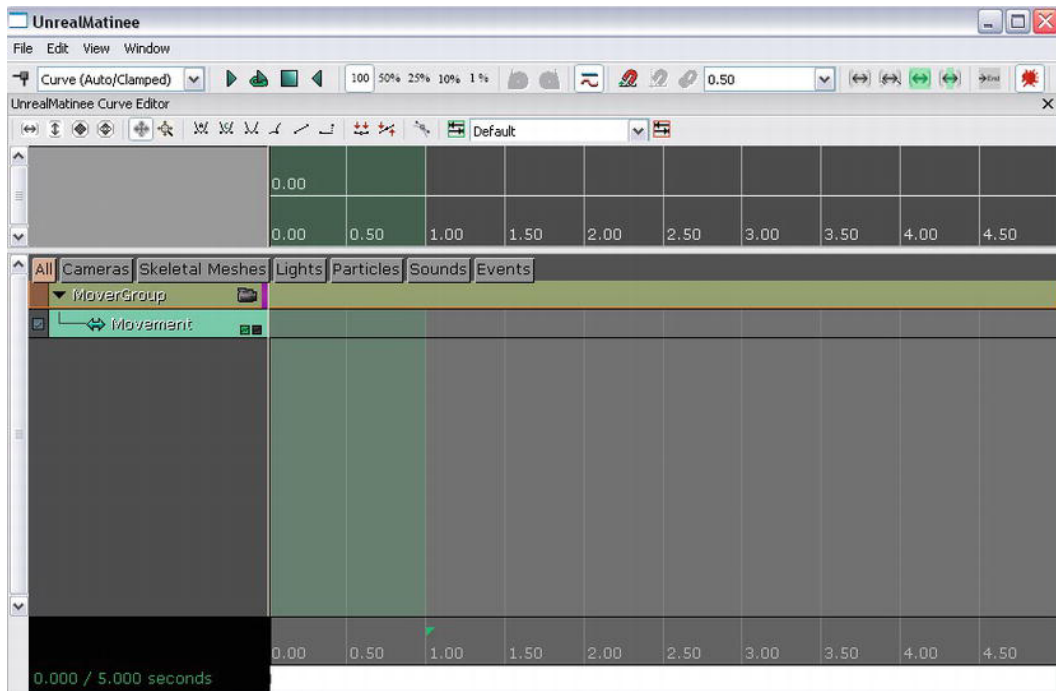 UnrealMatinee
File Edit View Window
Curve (Auto/Clamped) 100 50% 25% 10% 1% 0.50 End
UnrealMatinee Curve Editor
Default
0.00
0.00 0.50 1.00 1.50 2.00 2.50 3.00 3.50 4.00 4.50
All Cameras Skeletal Meshes Lights Particles Sounds Events
MoverGroup
Movement
0.00 0.50 1.00 1.50 2.00 2.50 3.00 3.50 4.00 4.50
0.000 / 5.000 seconds